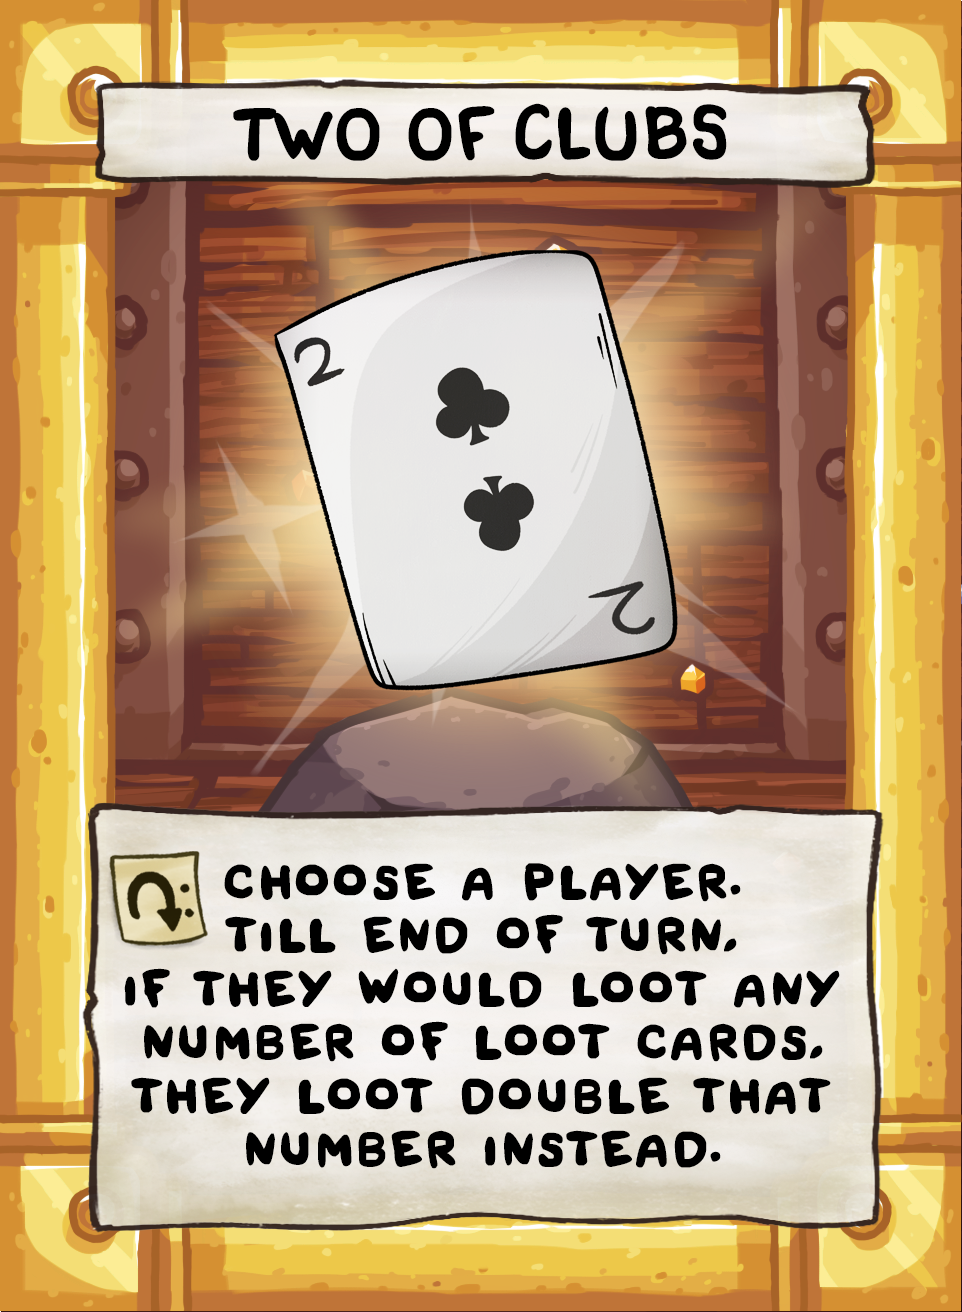 TWO OF CLUBS
2
2
CHOOSE A PLAYER.
TILL END OF TURN,
IF THEY WOULD LOOT ANY
NUMBER OF LOOT CARDS,
THEY LOOT DOUBLE THAT
NUMBER INSTEAD.